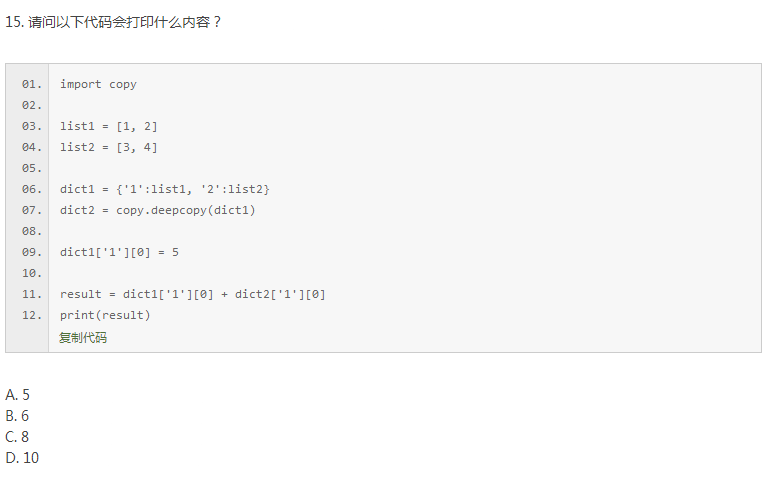 15. 请问以下代码会打印什么内容？
01. import copy
02.
03. list1 = [1, 2]
04. list2 = [3, 4]
05.
06. dict1 = {'1':list1, '2':list2}
07. dict2 = copy.deepcopy(dict1)
08.
09. dict1['1'][0] = 5
10.
11. result = dict1['1'][0] + dict2['1'][0]
12. print(result)
复制代码
A. 5
B. 6
C. 8
D. 10